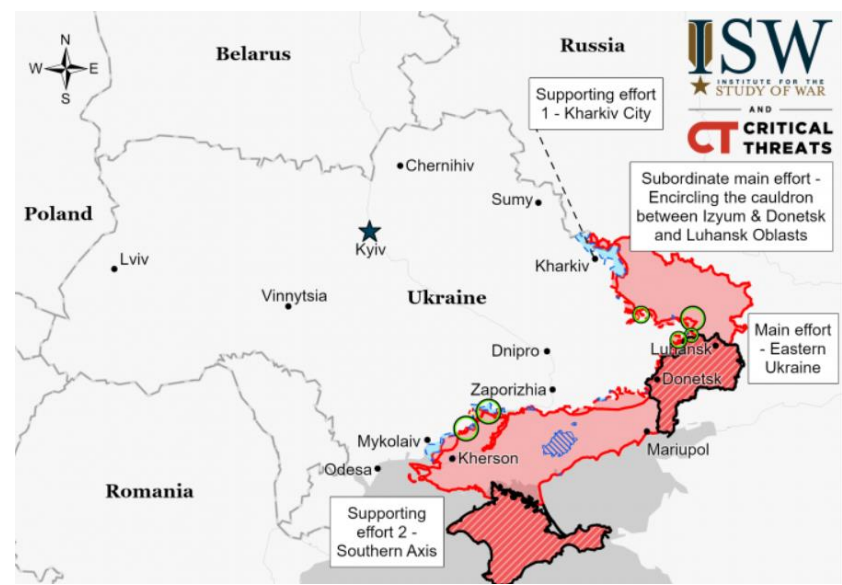 N
W E
S
Belarus
Russia
ISW
INSTITUTE FOR THE
STUDY OF WAR
AND
CT CRITICAL
THREATS
Supporting effort
1 - Kharkiv City
Chernihiv
Subordinate main effort -
Encircling the cauldron
between Izyum & Donetsk
and Luhansk Oblasts
Sumy
Poland
Kyiv
Lviv
Kharkiv
Vinnytsia
Ukraine
Main effort
- Eastern
Ukraine
Dnipro
Luhansk
Donetsk
Zaporizhia
Mykolaiv
Mariupol
Kherson
Odesa
Romania
Supporting
effort 2 -
Southern Axis